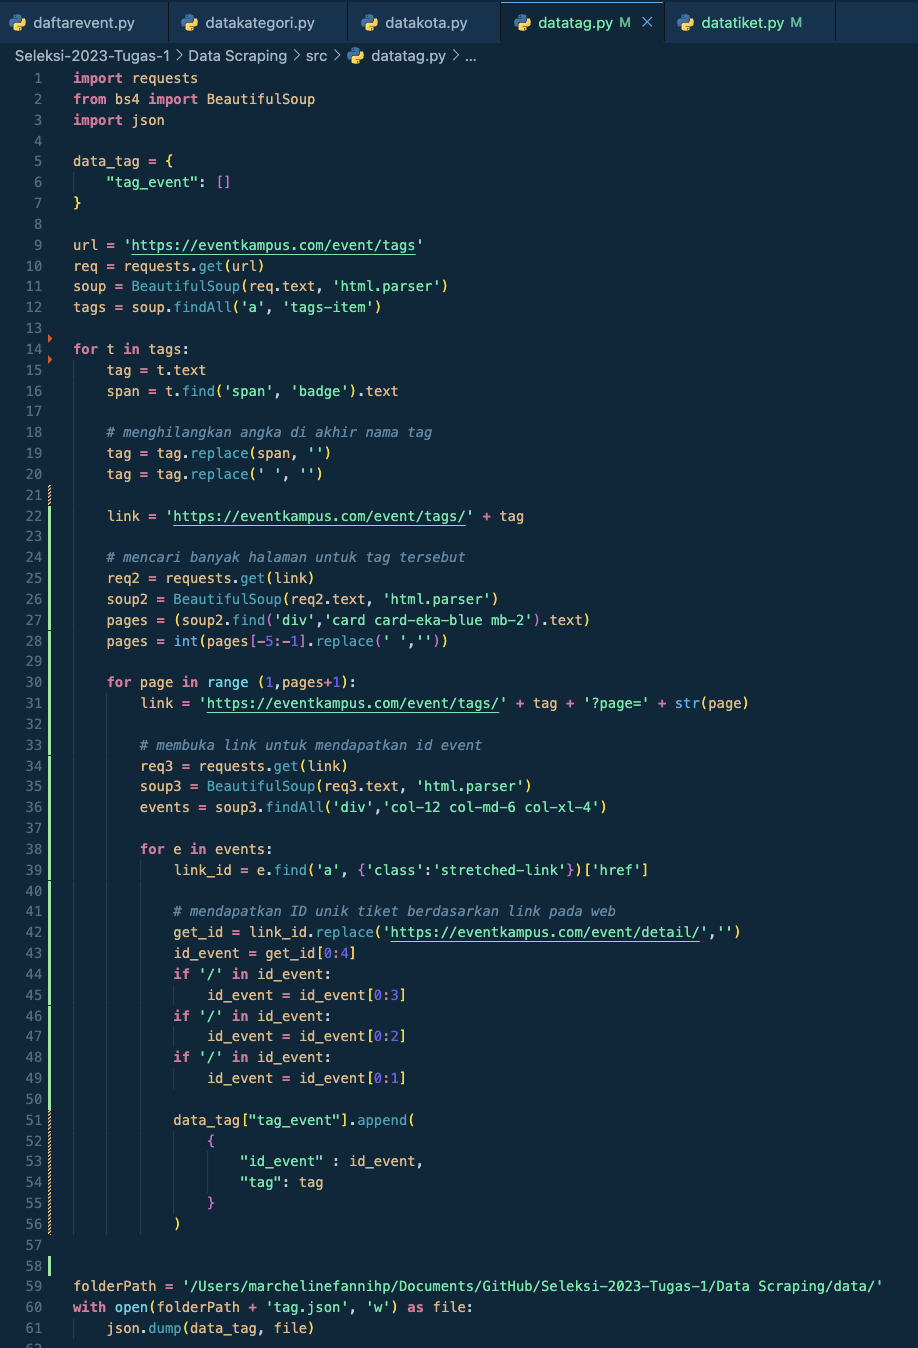 daftarevent.py datakategori.py datakota.py datatag.py M × datatiket.py M
Seleksi-2023-Tugas-1 > Data Scraping > src > datatag.py > ...
1 import requests
2 from bs4 import BeautifulSoup
3 import json
4
5 data_tag = {
6     "tag_event": []
7 }
8
9 url = 'https://eventkampus.com/event/tags'
10 req = requests.get(url)
11 soup = BeautifulSoup(req.text, 'html.parser')
12 tags = soup.findAll('a', 'tags-item')
13
14 for t in tags:
15     tag = t.text
16     span = t.find('span', 'badge').text
17
18     # menghilangkan angka di akhir nama tag
19     tag = tag.replace(span, '')
20     tag = tag.replace(' ', '')
21
22     link = 'https://eventkampus.com/event/tags/' + tag
23
24     # mencari banyak halaman untuk tag tersebut
25     req2 = requests.get(link)
26     soup2 = BeautifulSoup(req2.text, 'html.parser')
27     pages = (soup2.find('div','card card-eka-blue mb-2').text)
28     pages = int(pages[-5:-1].replace(' ',''))
29
30     for page in range (1,pages+1):
31         link = 'https://eventkampus.com/event/tags/' + tag + '?page=' + str(page)
32
33         # membuka link untuk mendapatkan id event
34         req3 = requests.get(link)
35         soup3 = BeautifulSoup(req3.text, 'html.parser')
36         events = soup3.findAll('div','col-12 col-md-6 col-xl-4')
37
38         for e in events:
39             link_id = e.find('a', {'class':'stretched-link'})['href']
40
41             # mendapatkan ID unik tiket berdasarkan link pada web
42             get_id = link_id.replace('https://eventkampus.com/event/detail/','')
43             id_event = get_id[0:4]
44             if '/' in id_event:
45                 id_event = id_event[0:3]
46             if '/' in id_event:
47                 id_event = id_event[0:2]
48             if '/' in id_event:
49                 id_event = id_event[0:1]
50
51             data_tag["tag_event"].append(
52                 {
53                     "id_event" : id_event,
54                     "tag": tag
55                 }
56             )
57
58
59 folderPath = '/Users/marchelinefannihp/Documents/GitHub/Seleksi-2023-Tugas-1/Data Scraping/data/'
60 with open(folderPath + 'tag.json', 'w') as file:
61     json.dump(data_tag, file)
62